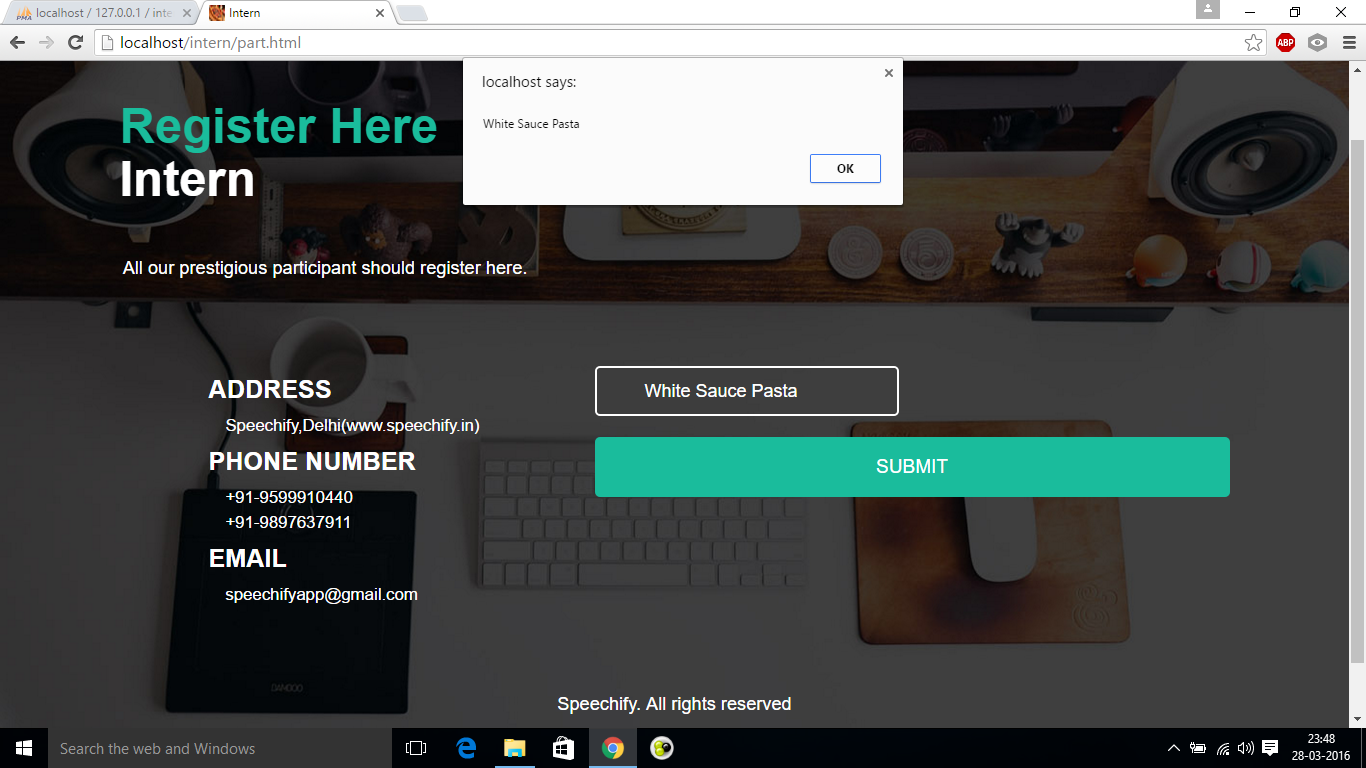 localhost / 127.0.0.1 / inte
Intern
localhost/intern/part.html
ABP
localhost says:
White Sauce Pasta
OK
Register Here
Intern
All our prestigious participant should register here.
ADDRESS
Speechify,Delhi(www.speechify.in)
PHONE NUMBER
+91-9599910440
+91-9897637911
EMAIL
speechifyapp@gmail.com
White Sauce Pasta
SUBMIT
Speechify. All rights reserved
Search the web and Windows
23:48
28-03-2016